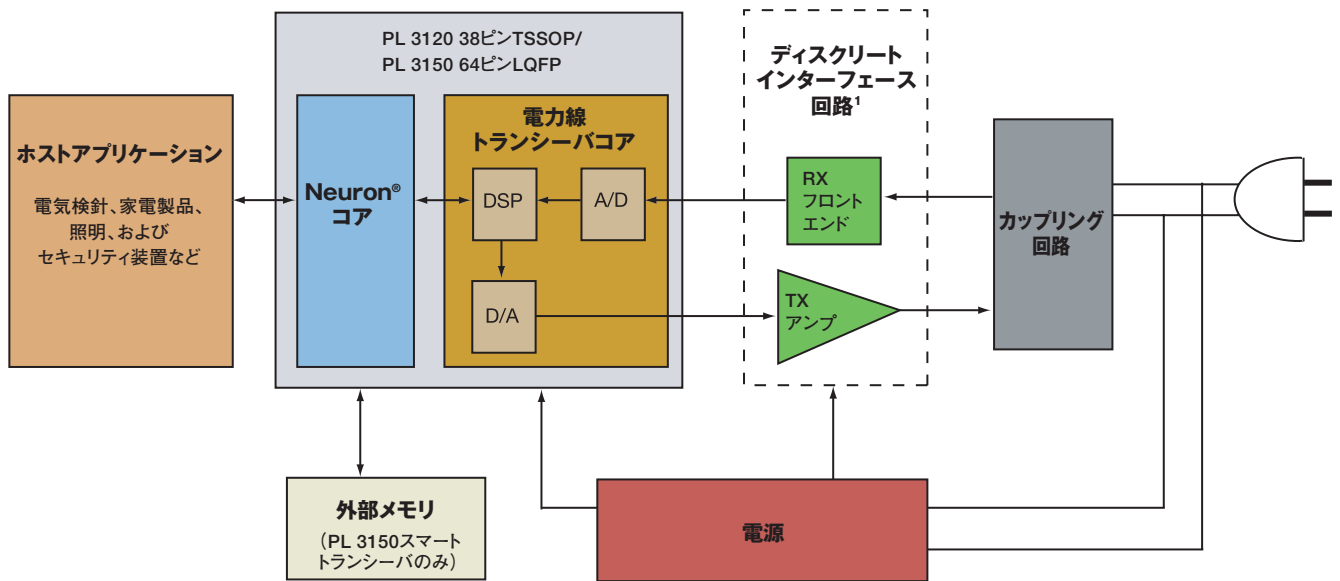 PL 3120 38ピンTSSOP/
PL 3150 64ピンLQFP
ホストアプリケーション
電気検針、家電製品、
照明、および
セキュリティ装置など
Neuron®
コア
電力線
トランシーバコア
DSP
A/D
D/A
ディスクリート
インターフェース
回路¹
RX
フロント
エンド
TX
アンプ
カップリング
回路
外部メモリ
(PL 3150スマート
トランシーバのみ)
電源